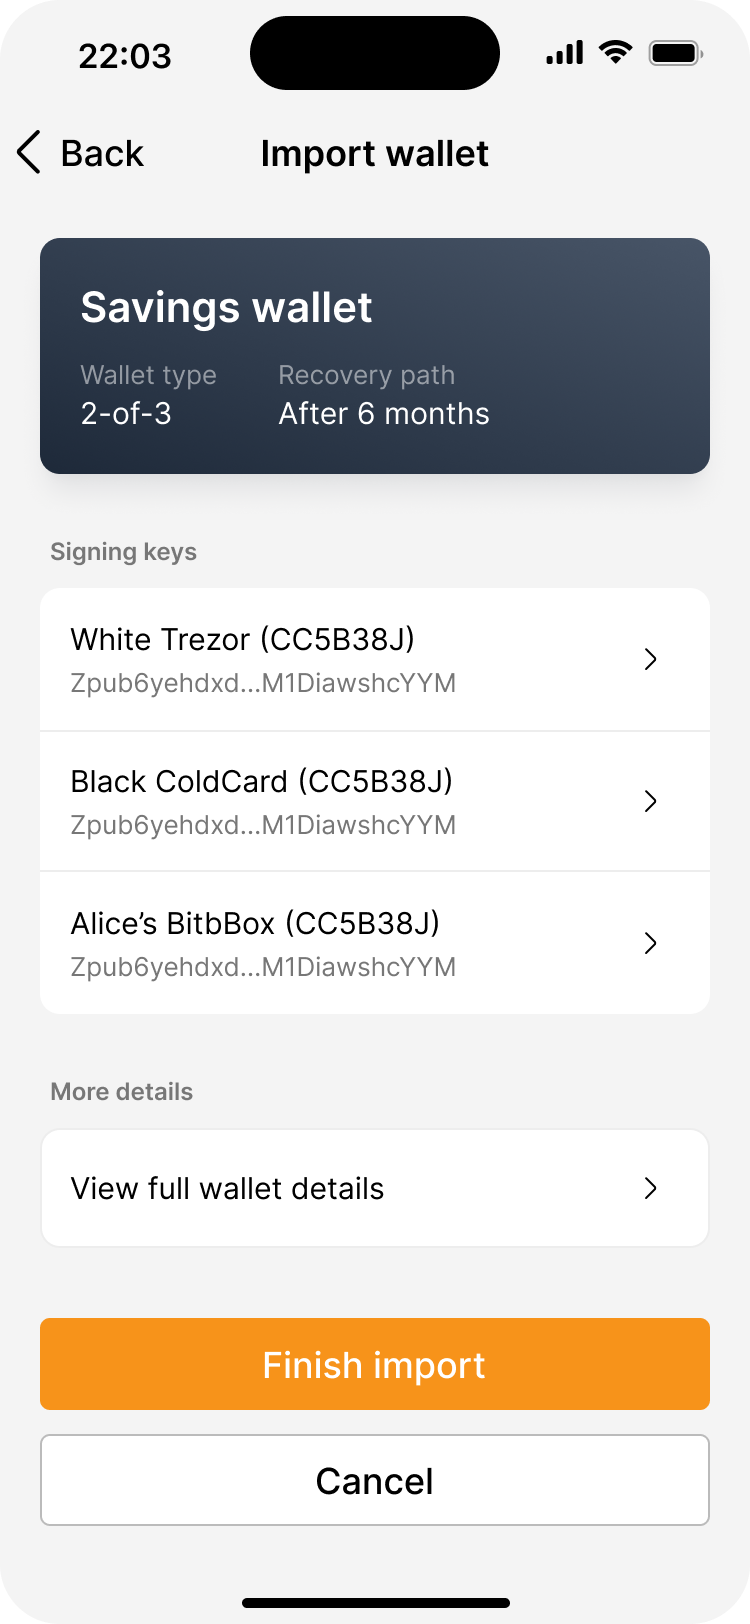 22:03
Back
Import wallet
Savings wallet
Wallet type
Recovery path
2-of-3
After 6 months
Signing keys
White Trezor (CC5B38J)
Zpub6yehdxd...M1DiawshcYYM
Black ColdCard (CC5B38J)
Zpub6yehdxd...M1DiawshcYYM
Alice’s BitbBox (CC5B38J)
Zpub6yehdxd...M1DiawshcYYM
More details
View full wallet details
Finish import
Cancel